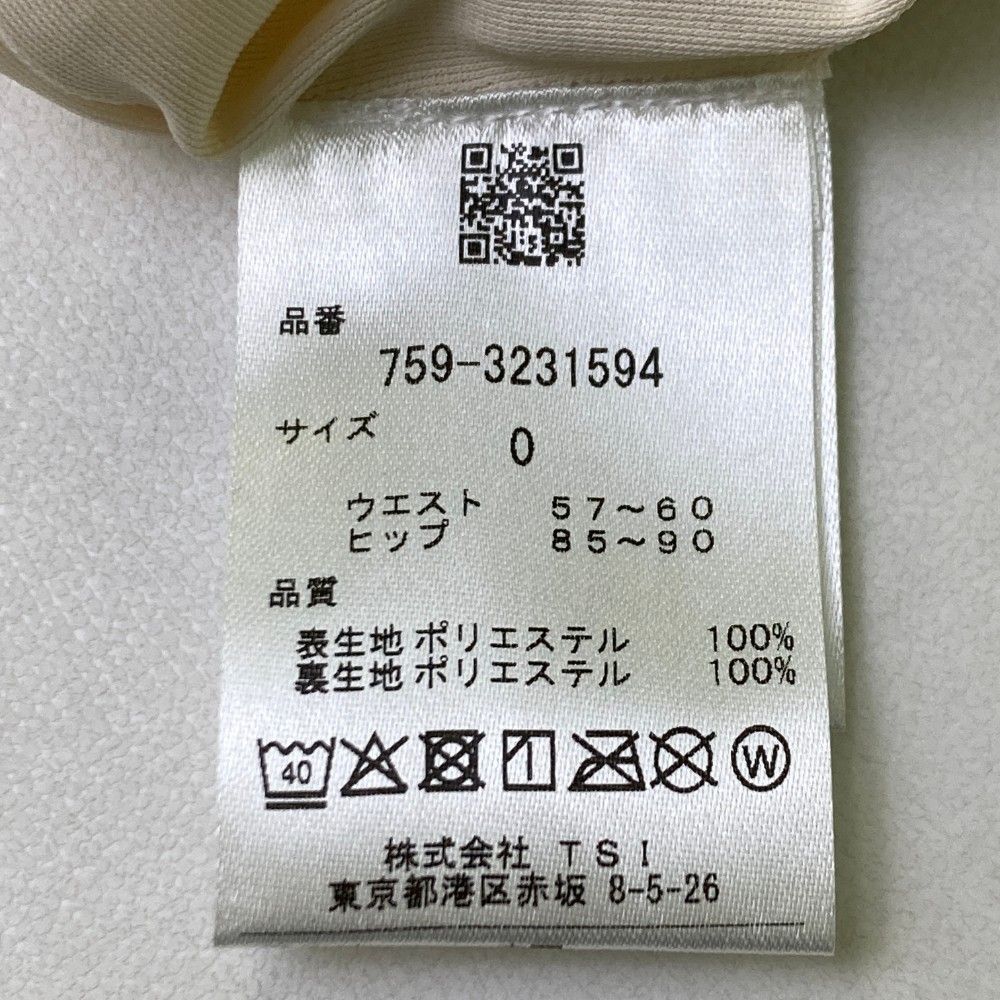 品番
759-3231594
サイズ 0
ウエスト 57~60
ヒップ 85~90
品質
表生地 ポリエステル 100%
裏生地 ポリエステル 100%
40 W
株式会社 TSI
東京都港区赤坂 8-5-26